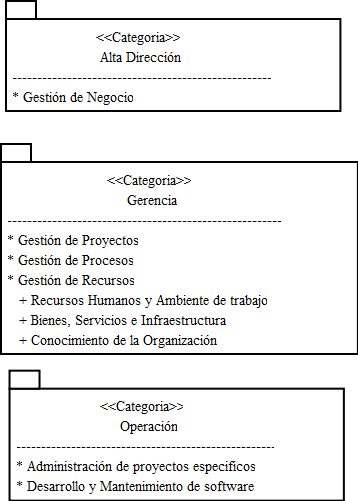 <<Categoria>>
Alta Dirección
* Gestión de Negocio
<<Categoria>>
Gerencia
* Gestión de Proyectos
* Gestión de Procesos
* Gestión de Recursos
+ Recursos Humanos y Ambiente de trabajo
+ Bienes, Servicios e Infraestructura
+ Conocimiento de la Organización
<<Categoria>>
Operación
* Administración de proyectos especificos
* Desarrollo y Mantenimiento de software